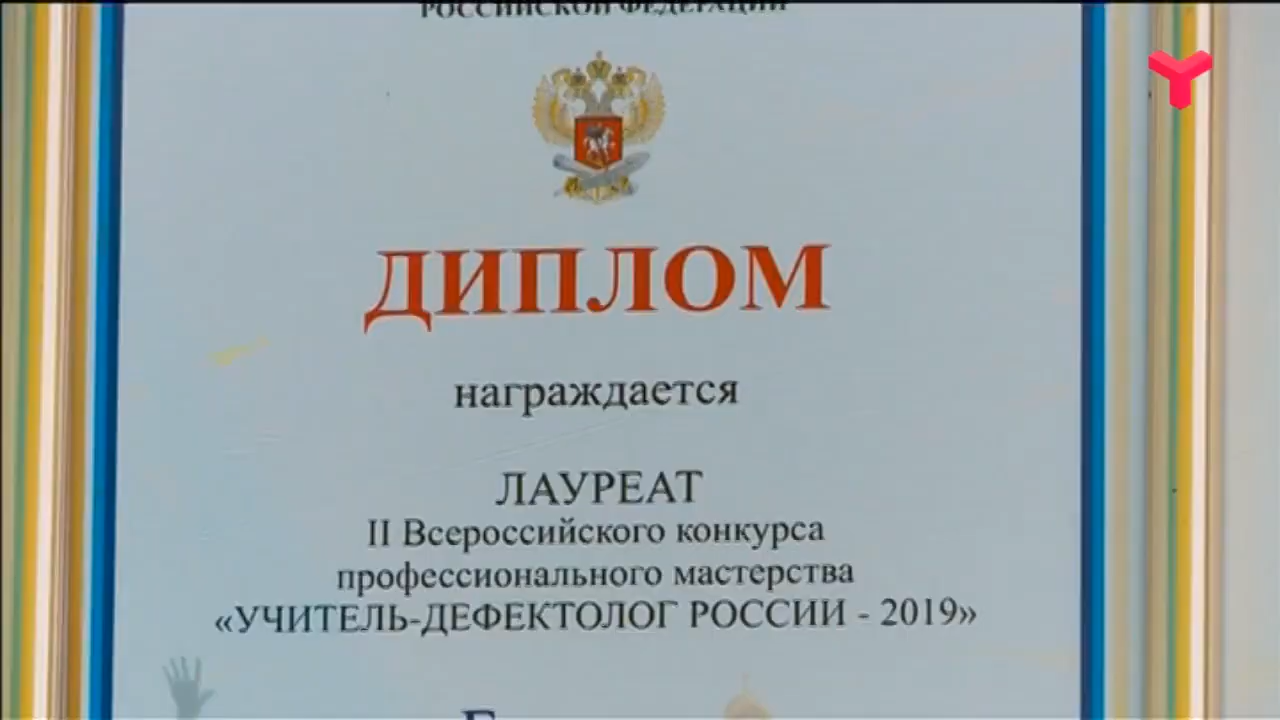 РОССИЙСКОЙ ФЕДЕРАЦИИ
ДИПЛОМ
награждается
ЛАУРЕАТ
II Всероссийского конкурса
профессионального мастерства
«УЧИТЕЛЬ-ДЕФЕКТОЛОГ РОССИИ - 2019»